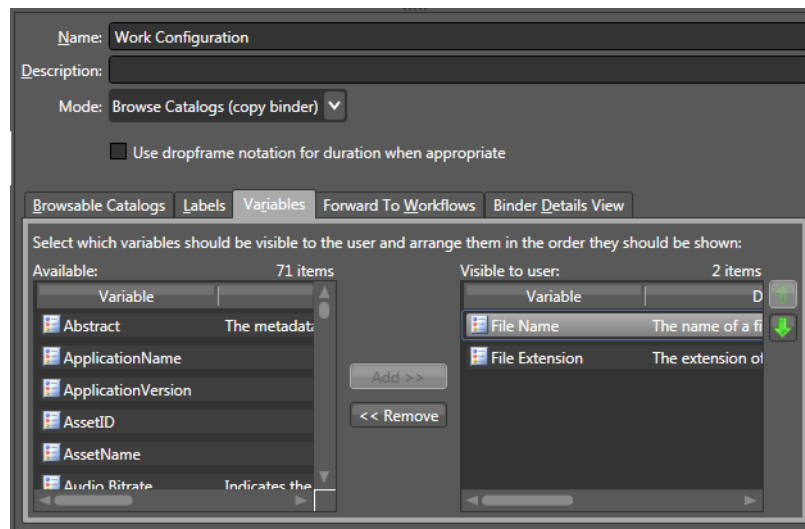 Name: Work Configuration
Description:
Mode: Browse Catalogs (copy binder)
Use dropframe notation for duration when appropriate
Browsable Catalogs Labels Variables Forward To Workflows Binder Details View
Select which variables should be visible to the user and arrange them in the order they should be shown:
Available: 71 items Visible to user: 2 items
Variable Variable D
Abstract The metadata File Name The name of a fi
ApplicationName File Extension The extension of
Add >>
ApplicationVersion
<< Remove
AssetID
AssetName
Audio Bitrate Indicates the